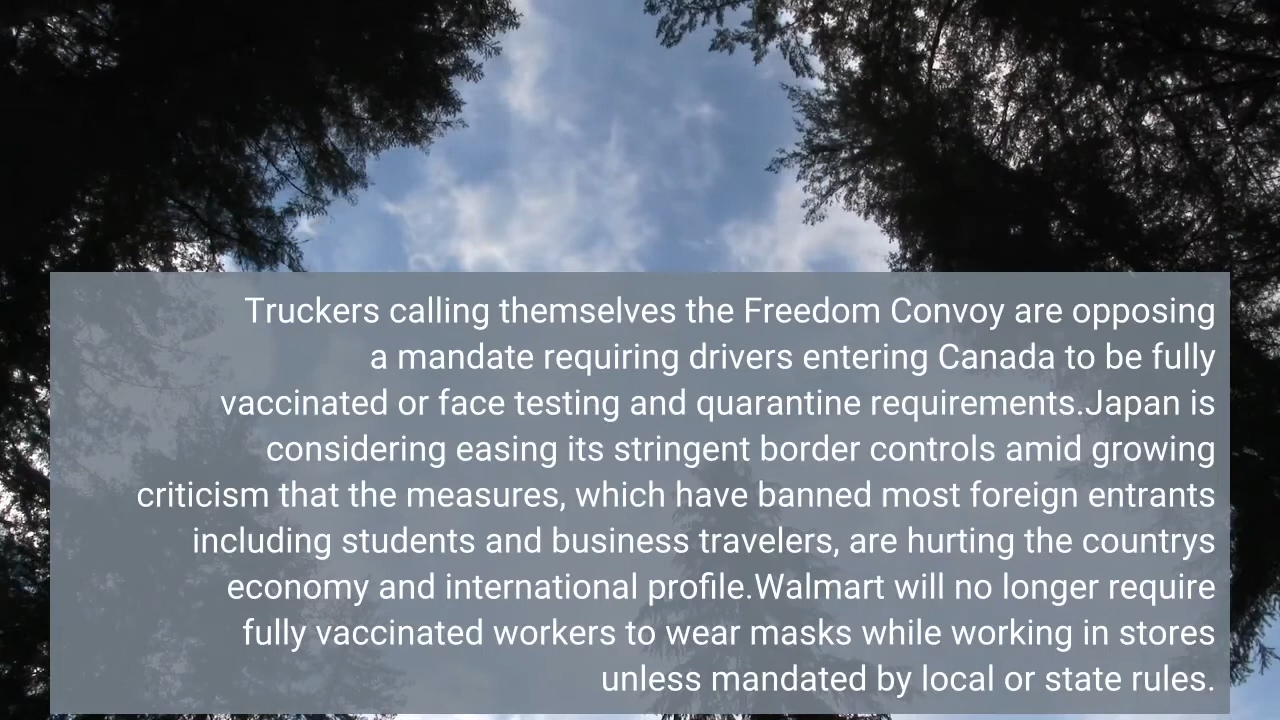 Truckers calling themselves the Freedom Convoy are opposing
a mandate requiring drivers entering Canada to be fully
vaccinated or face testing and quarantine requirements.Japan is
considering easing its stringent border controls amid growing
criticism that the measures, which have banned most foreign entrants
including students and business travelers, are hurting the countrys
economy and international profile.Walmart will no longer require
fully vaccinated workers to wear masks while working in stores
unless mandated by local or state rules.